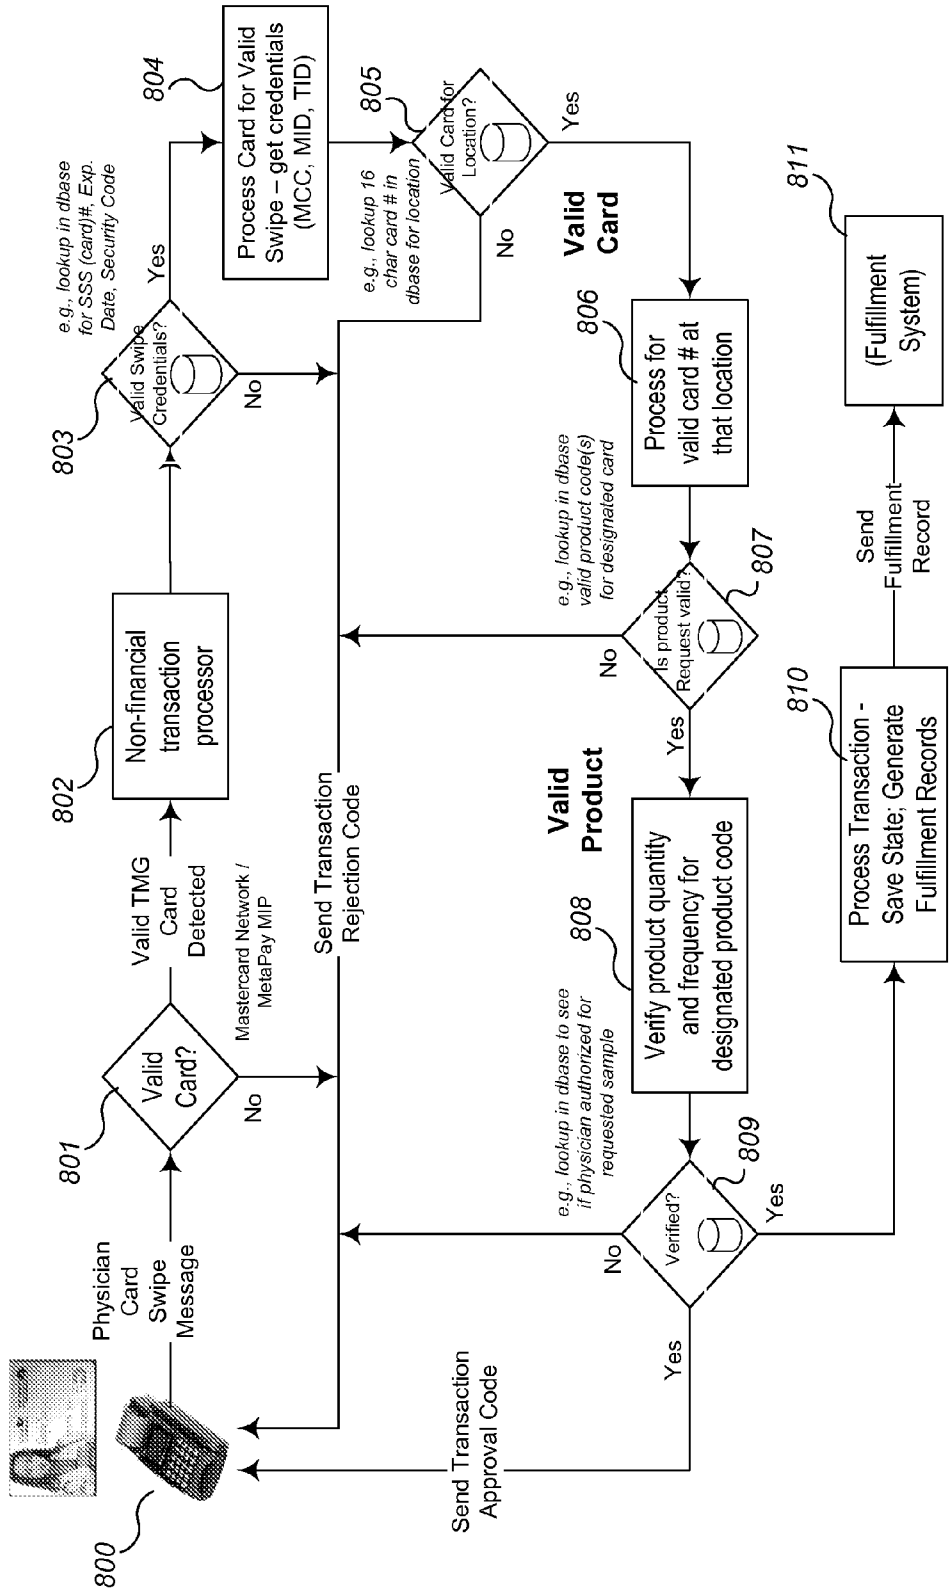 800
Physician
Card
Swipe
Message
801
Valid
Card?
No
Valid TMG
Card
Detected
Mastercard Network /
MetaPay MIP
802
Non-financial
transaction
processor
803
Valid Swipe
Credentials?
No
Yes
e.g., lookup in dbase
for SSS (card)#, Exp.
Date, Security Code
804
Process Card for Valid
Swipe – get credentials
(MCC, MID, TID)
e.g., lookup 16
char card # in
dbase for location
805
Valid Card for
Location?
No
Yes
Send Transaction
Rejection Code
Valid
Card
806
Process for
valid card # at
that location
e.g., lookup in dbase
valid product code(s)
for designated card
807
Is product
Request valid?
No
Yes
Valid
Product
808
Verify product quantity
and frequency for
designated product code
e.g., lookup in dbase to see
if physician authorized for
requested sample
809
Verified?
No
Yes
Yes
Send Transaction
Approval Code
810
Process Transaction -
Save State; Generate
Fulfillment Records
Send
Fulfillment
Record
811
(Fulfillment
System)